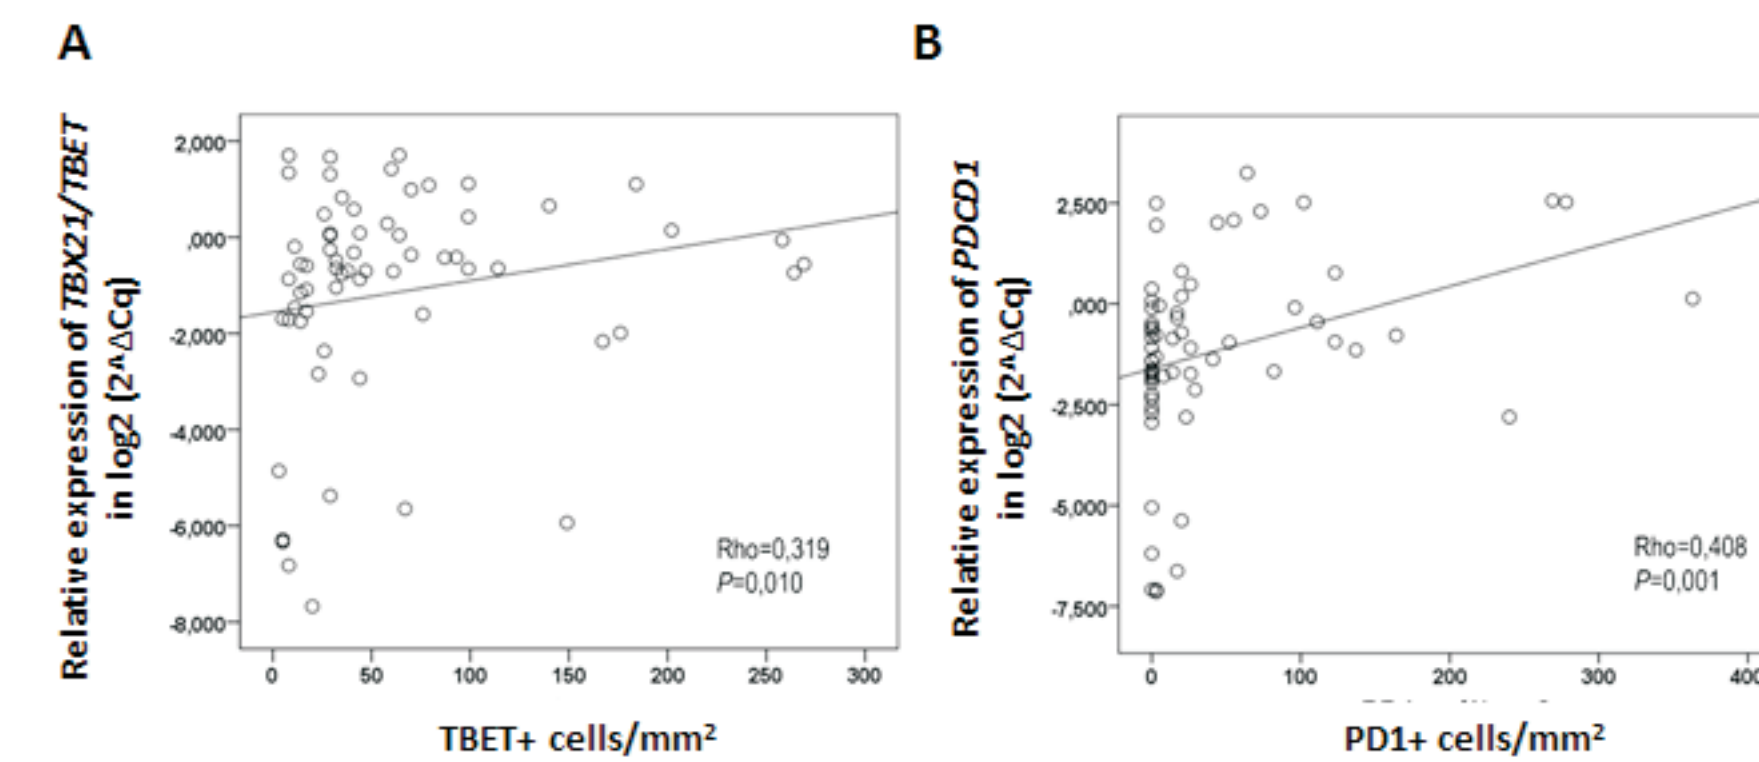 A
Relative expression of TBX21/TBET
in log2 (2^ΔΔCq)
2,000
,000
-2,000
-4,000
-6,000
-8,000
Rho=0,319
P=0,010
0 50 100 150 200 250 300
TBET+ cells/mm²
B
Relative expression of PDCD1
in log2 (2^ΔΔCq)
2,500
,000
-2,500
-5,000
-7,500
Rho=0,408
P=0,001
0 100 200 300 400
PD1+ cells/mm²